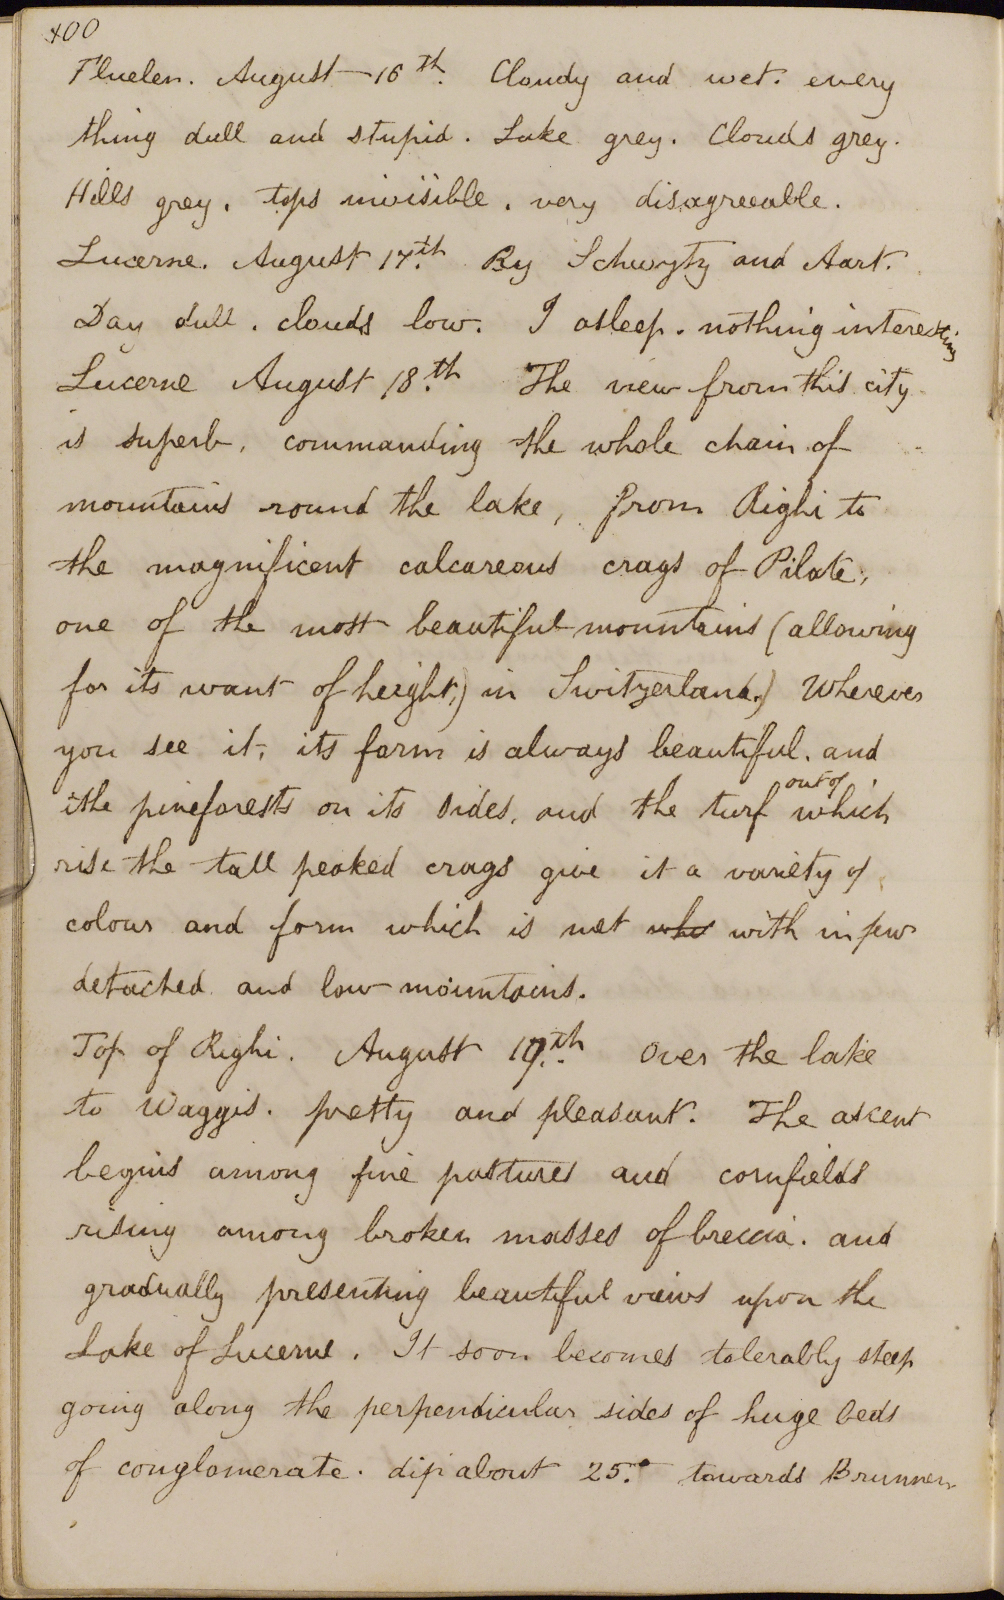 400
Fluelen. August 16th. Cloudy and wet. every
thing dull and stupid. Lake grey. Clouds grey.
Hills grey. tops invisible. very disagreeable.
Lucerne. August 17th. By Schwytz and Aart.
Day dull. clouds low. I asleep. nothing interesting
Lucerne August 18th. The view from this city
is superb, commanding the whole chain of
mountains round the lake, from Righi to
the magnificent calcareous crags of Pilate,
one of the most beautiful mountains (allowing
for its want of height,) in Switzerland.) Wherever
you see it, its form is always beautiful. and
the pineforests on its sides, and the turf out of which
rise the tall peaked crags give it a variety of
colour and form which is met who with in few
detached and low mountains.
Top of Righi. August 19th. Over the lake
to Waggis. pretty and pleasant. The ascent
begins among fine pastures and cornfields
rising among broken masses of breccia. and
gradually presenting beautiful views upon the
Lake of Lucerne. It soon becomes tolerably steep
going along the perpendicular sides of huge beds
of conglomerate. dip about 25.° towards Brunnen